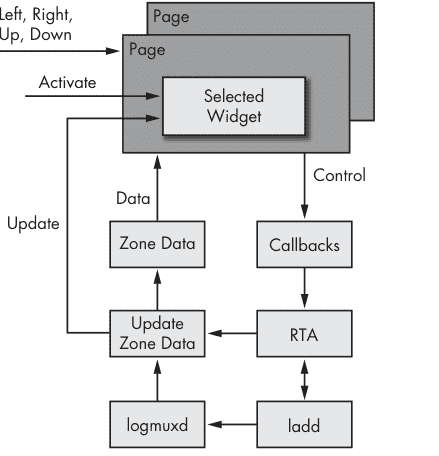 Left, Right,
Up, Down
Page
Page
Activate
Selected
Widget
Control
Data
Update
Zone Data
Callbacks
Update
Zone Data
RTA
logmuxd
ladd